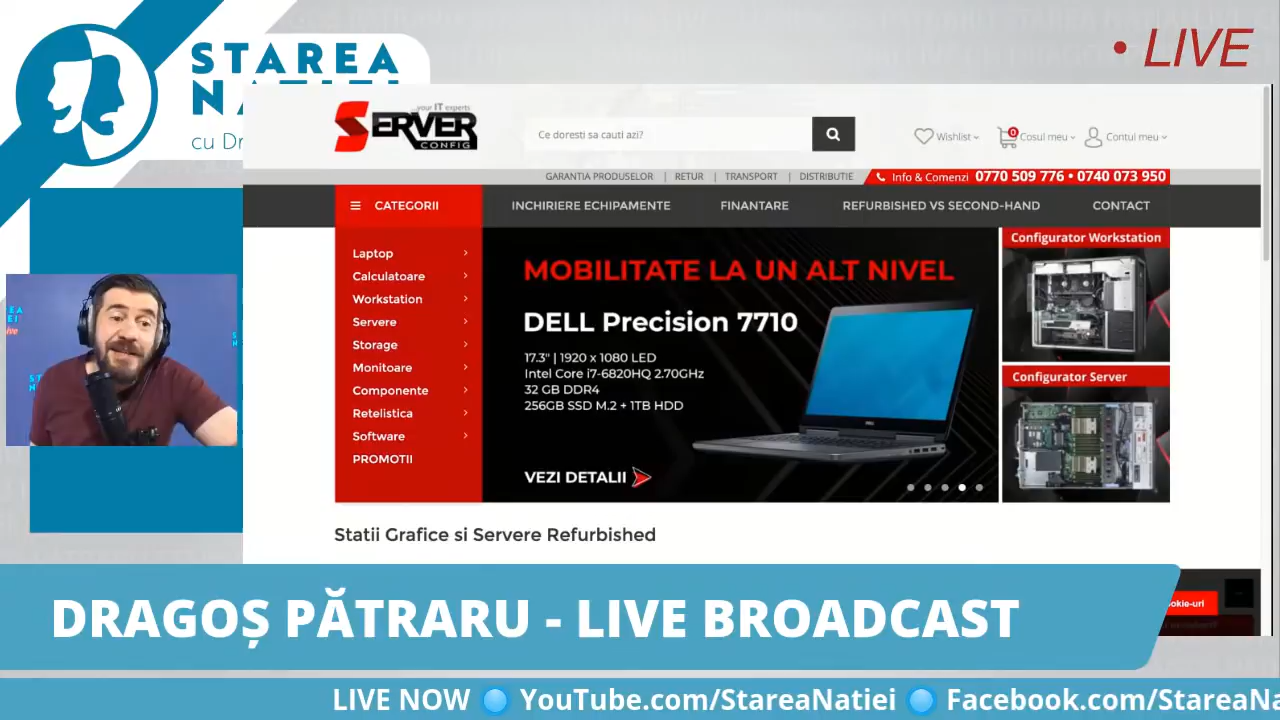 STAREA
cu Dr
• LIVE
...your IT experts
SERVER
CONFIG
Ce doresti sa cauti azi?
Wishlist
0
Cosul meu
Contul meu
GARANTIA PRODUSELOR | RETUR | TRANSPORT | DISTRIBUTIE
Info & Comenzi 0770 509 776 • 0740 073 950
CATEGORII
INCHIRIERE ECHIPAMENTE
FINANTARE
REFURBISHED VS SECOND-HAND
CONTACT
Laptop
Calculatoare
Workstation
Servere
Storage
Monitoare
Componente
Retelistica
Software
PROMOTII
MOBILITATE LA UN ALT NIVEL
DELL Precision 7710
17.3" | 1920 x 1080 LED
Intel Core i7-6820HQ 2.70GHz
32 GB DDR4
256GB SSD M.2 + 1TB HDD
VEZI DETALII
Configurator Workstation
Configurator Server
Statii Grafice si Servere Refurbished
okie-uri
DRAGOȘ PĂTRARU - LIVE BROADCAST
LIVE NOW YouTube.com/StareaNatiei Facebook.com/StareaNa